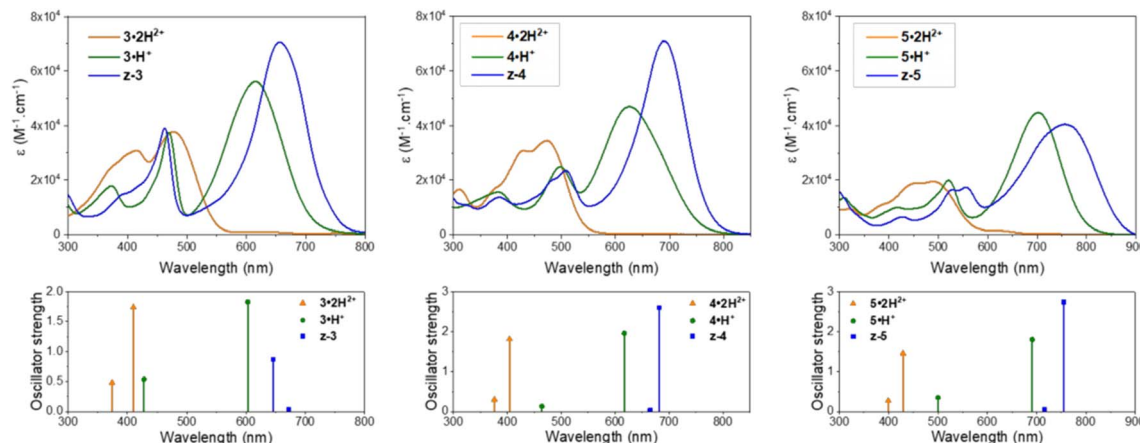 8x10⁴
6x10⁴
4x10⁴
2x10⁴
0
ε (M⁻¹.cm⁻¹)
3•2H²⁺
3•H⁺
z-3
300 400 500 600 700 800
Wavelength (nm)
8x10⁴
6x10⁴
4x10⁴
2x10⁴
0
ε (M⁻¹.cm⁻¹)
4•2H²⁺
4•H⁺
z-4
300 400 500 600 700 800
Wavelength (nm)
8x10⁴
6x10⁴
4x10⁴
2x10⁴
0
ε (M⁻¹.cm⁻¹)
5•2H²⁺
5•H⁺
z-5
300 400 500 600 700 800 900
Wavelength (nm)
2.0
1.5
1.0
0.5
0.0
Oscillator strength
3•2H²⁺
3•H⁺
z-3
300 400 500 600 700 800
Wavelength (nm)
3
2
1
0
Oscillator strength
4•2H²⁺
4•H⁺
z-4
300 400 500 600 700 800
Wavelength (nm)
3
2
1
0
Oscillator strength
5•2H²⁺
5•H⁺
z-5
300 400 500 600 700 800 900
Wavelength (nm)